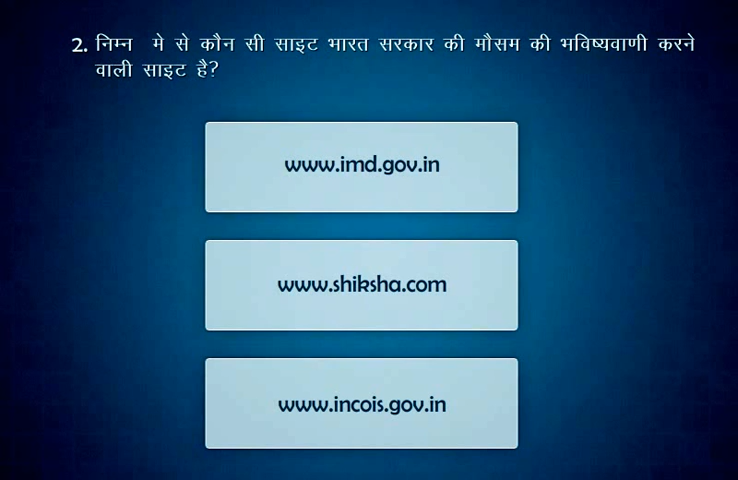 2. निम्न मे से कौन सी साइट भारत सरकार की मौसम की भविष्यवाणी करने
वाली साइट है?
www.imd.gov.in
www.shiksha.com
www.incois.gov.in